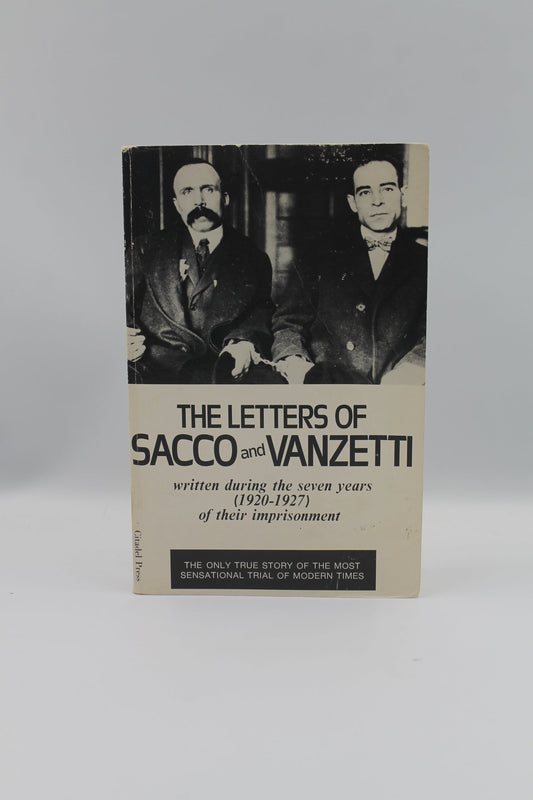 THE LETTERS OF
SACCO and VANZETTI
written during the seven years
(1920-1927)
of their imprisonment
THE ONLY TRUE STORY OF THE MOST
SENSATIONAL TRIAL OF MODERN TIMES
Citadel Press